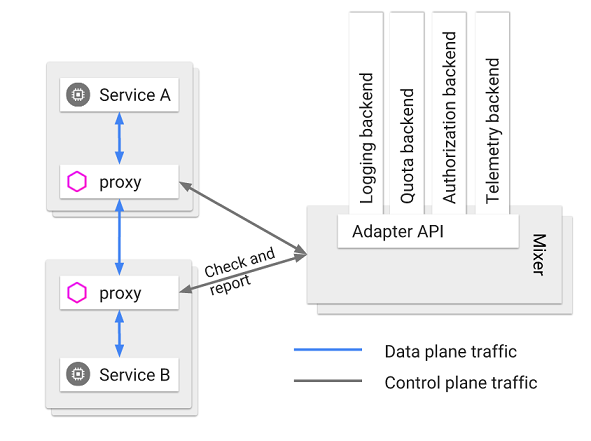 Service A
proxy
proxy
Service B
Check and
report
Logging backend
Quota backend
Authorization backend
Telemetry backend
Adapter API
Mixer
Data plane traffic
Control plane traffic